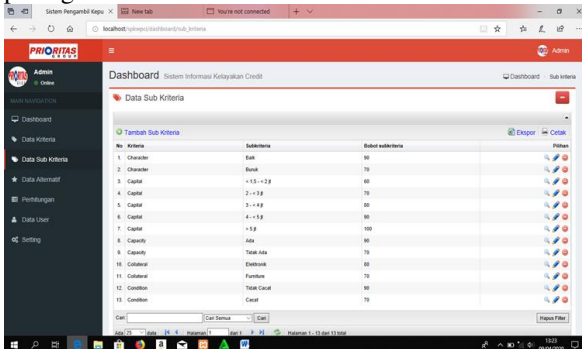 Sistem Pengambil Kepu
New tab
You're not connected
localhost/spknepci/dashboard/sub_kriteria
PRIORITAS
GROUP
Admin
Admin
Online
Dashboard Sistem Informasi Kelayakan Credit
Dashboard Sub kriteria
MAIN NAVIGATION
Dashboard
Data Kriteria
Data Sub Kriteria
Data Alternatif
Perhitungan
Data User
Setting
Data Sub Kriteria
Tambah Sub Kriteria
Ekspor Cetak
No Kriteria Subkriteria Bobot subkriteria Pilihan
1. Character Baik 90
2. Character Buruk 70
3. Capital < 1,5 - < 2 jt 60
4. Capital 2 - < 3 jt 70
5. Capital 3 - < 4 jt 80
6. Capital 4 - < 5 jt 90
7. Capital < 5 jt 100
8. Capacity Ada 90
9. Capacity Tidak Ada 70
10. Collateral Elektronik 80
11. Collateral Furniture 70
12. Condition Tidak Cacat 90
13. Condition Cacat 70
Cari: Cari Semua Cari Hapus Filter
Ada 25 data Halaman 1 dari 1 Halaman 1 - 13 dari 13 total
13:23